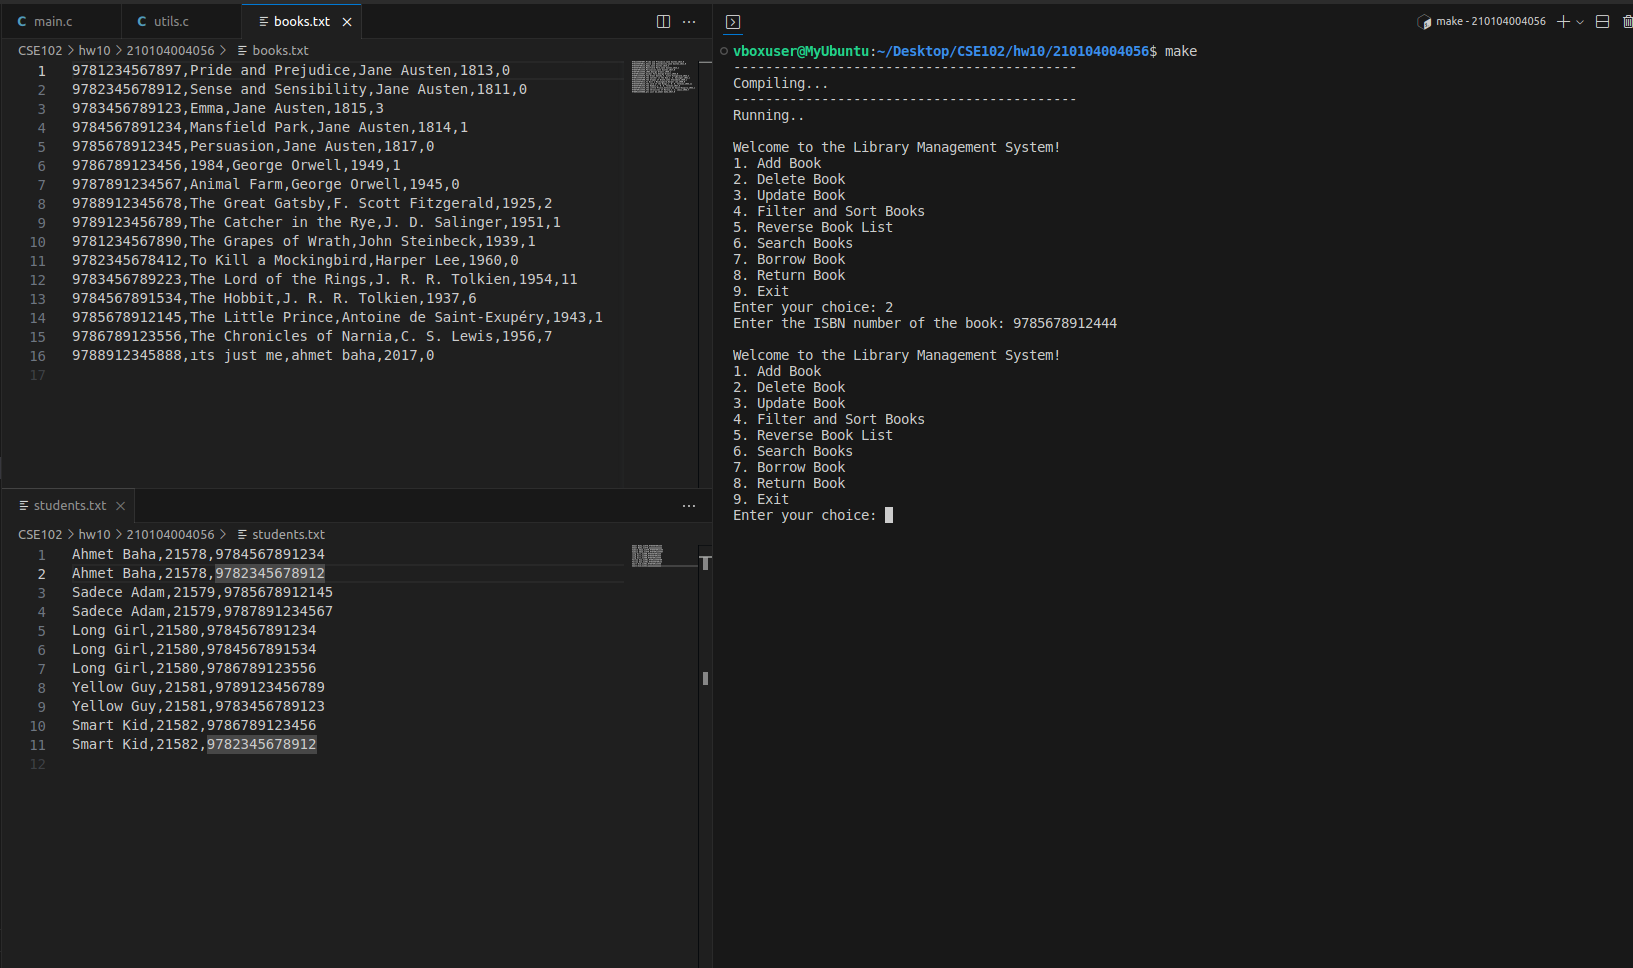 main.c
utils.c
books.txt
CSE102 > hw10 > 210104004056 > books.txt
1 9781234567897,Pride and Prejudice,Jane Austen,1813,0
2 9782345678912,Sense and Sensibility,Jane Austen,1811,0
3 9783456789123,Emma,Jane Austen,1815,3
4 9784567891234,Mansfield Park,Jane Austen,1814,1
5 9785678912345,Persuasion,Jane Austen,1817,0
6 9786789123456,1984,George Orwell,1949,1
7 9787891234567,Animal Farm,George Orwell,1945,0
8 9788912345678,The Great Gatsby,F. Scott Fitzgerald,1925,2
9 9789123456789,The Catcher in the Rye,J. D. Salinger,1951,1
10 9781234567890,The Grapes of Wrath,John Steinbeck,1939,1
11 9782345678412,To Kill a Mockingbird,Harper Lee,1960,0
12 9783456789223,The Lord of the Rings,J. R. R. Tolkien,1954,11
13 9784567891534,The Hobbit,J. R. R. Tolkien,1937,6
14 9785678912145,The Little Prince,Antoine de Saint-Exupéry,1943,1
15 9786789123556,The Chronicles of Narnia,C. S. Lewis,1956,7
16 9788912345888,ıts just me,ahmet baha,2017,0
17
students.txt
CSE102 > hw10 > 210104004056 > students.txt
1 Ahmet Baha,21578,9784567891234
2 Ahmet Baha,21578,9782345678912
3 Sadece Adam,21579,9785678912145
4 Sadece Adam,21579,9787891234567
5 Long Girl,21580,9784567891234
6 Long Girl,21580,9784567891534
7 Long Girl,21580,9786789123556
8 Yellow Guy,21581,9789123456789
9 Yellow Guy,21581,9783456789123
10 Smart Kid,21582,9786789123456
11 Smart Kid,21582,9782345678912
12
make - 210104004056
vboxuser@MyUbuntu:~/Desktop/CSE102/hw10/210104004056$ make
-------------------------------------------
Compiling...
-------------------------------------------
Running..
Welcome to the Library Management System!
1. Add Book
2. Delete Book
3. Update Book
4. Filter and Sort Books
5. Reverse Book List
6. Search Books
7. Borrow Book
8. Return Book
9. Exit
Enter your choice: 2
Enter the ISBN number of the book: 9785678912444
Welcome to the Library Management System!
1. Add Book
2. Delete Book
3. Update Book
4. Filter and Sort Books
5. Reverse Book List
6. Search Books
7. Borrow Book
8. Return Book
9. Exit
Enter your choice: